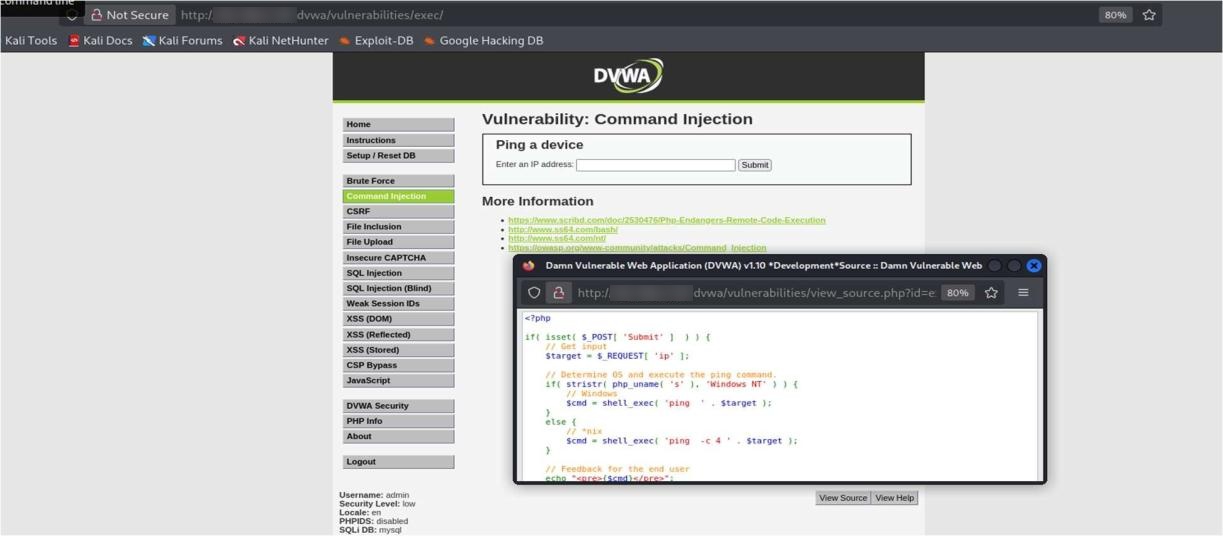 command line
Not Secure http:/ dvwa/vulnerabilities/exec/ 80%
Kali Tools Kali Docs Kali Forums Kali NetHunter Exploit-DB Google Hacking DB
DVWA
Home
Instructions
Setup / Reset DB
Brute Force
Command Injection
CSRF
File Inclusion
File Upload
Insecure CAPTCHA
SQL Injection
SQL Injection (Blind)
Weak Session IDs
XSS (DOM)
XSS (Reflected)
XSS (Stored)
CSP Bypass
JavaScript
DVWA Security
PHP Info
About
Logout
Username: admin
Security Level: low
Locale: en
PHPIDS: disabled
SQLi DB: mysql
Vulnerability: Command Injection
Ping a device
Enter an IP address: Submit
More Information
https://www.scribd.com/doc/2530476/Php-Endangers-Remote-Code-Execution
http://www.ss64.com/bash/
http://www.ss64.com/nt/
https://owasp.org/www-community/attacks/Command_Injection
Damn Vulnerable Web Application (DVWA) v1.10 *Development*Source :: Damn Vulnerable Web
http:/ dvwa/vulnerabilities/view_source.php?id=e 80%
<?php
if( isset( $_POST[ 'Submit' ] ) ) {
// Get input
$target = $_REQUEST[ 'ip' ];
// Determine OS and execute the ping command.
if( stristr( php_uname( 's' ), 'Windows NT' ) ) {
// Windows
$cmd = shell_exec( 'ping  ' . $target );
}
else {
// *nix
$cmd = shell_exec( 'ping  -c 4 ' . $target );
}
// Feedback for the end user
echo "<pre>{$cmd}</pre>";
View Source View Help